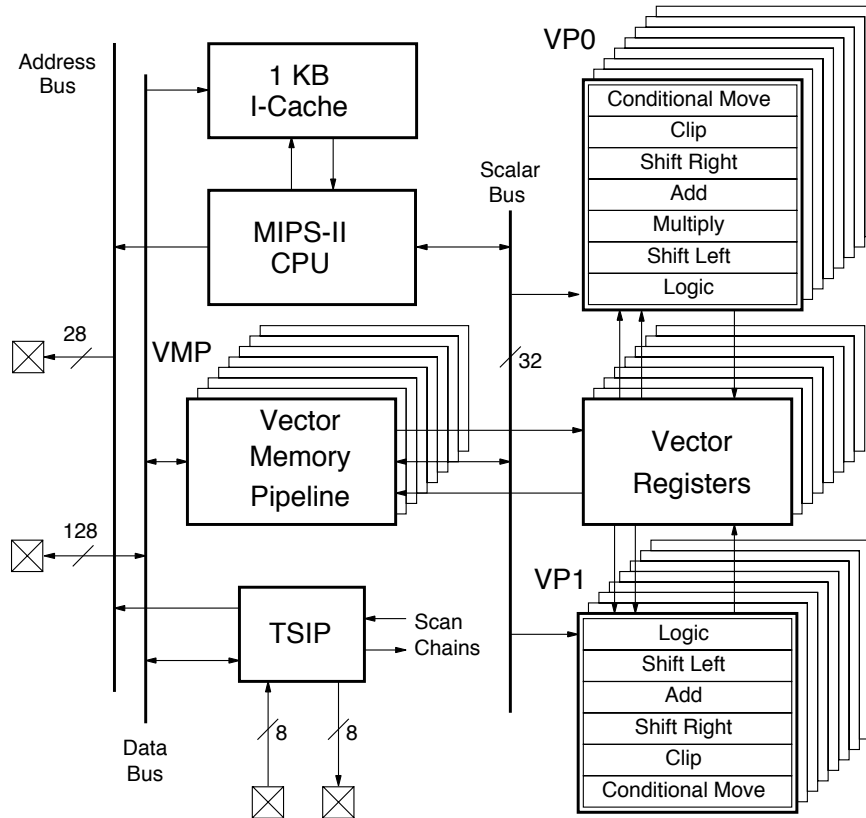 Address
Bus
1 KB
I-Cache
VP0
Conditional Move
Clip
Shift Right
Add
Multiply
Shift Left
Logic
Scalar
Bus
MIPS-II
CPU
28
VMP
32
Vector
Memory
Pipeline
Vector
Registers
128
VP1
TSIP
Scan
Chains
Logic
Shift Left
Add
Shift Right
Clip
Conditional Move
8
8
Data
Bus